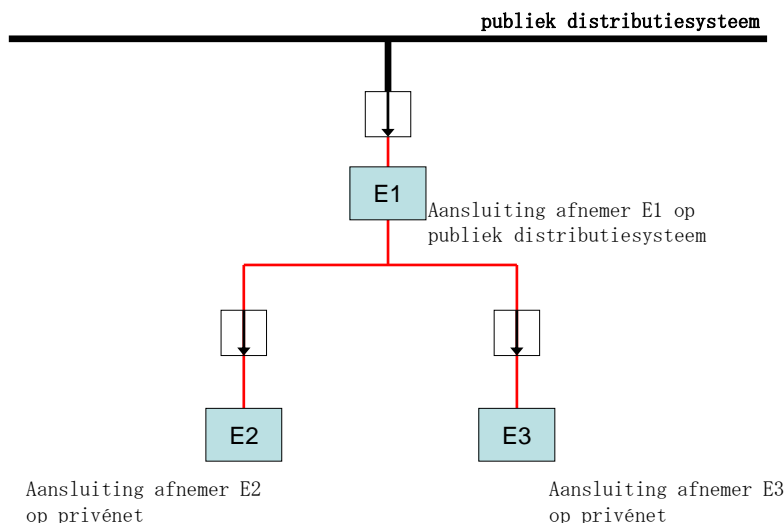 publiek distributiesysteem
E1
Aansluiting afnemer E1 op
publiek distributiesysteem
E2
E3
Aansluiting afnemer E2
op privénet
Aansluiting afnemer E3
op privénet